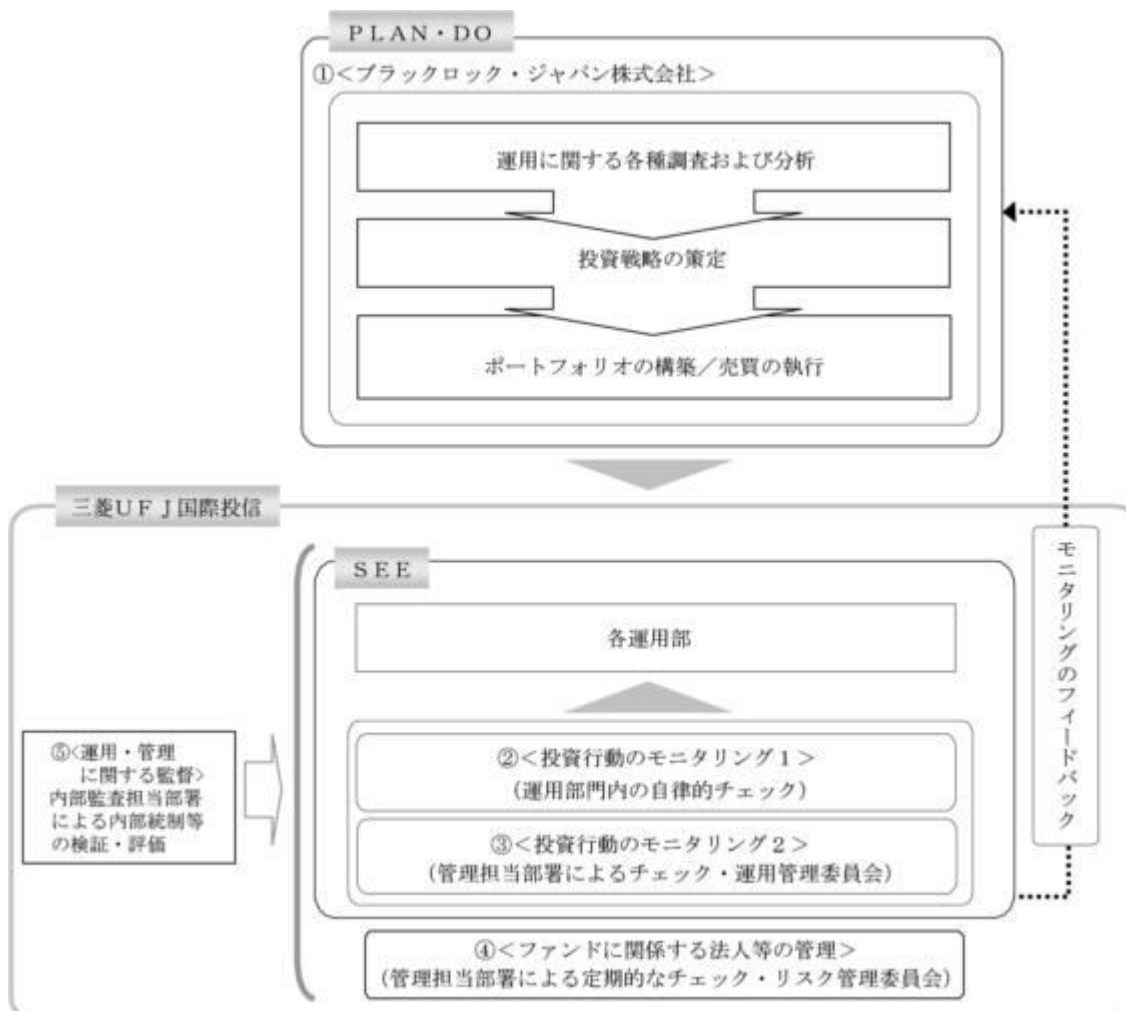 PLAN・DO
①<ブラックロック・ジャパン株式会社>
運用に関する各種調査および分析
投資戦略の策定
ポートフォリオの構築／売買の執行
三菱UFJ国際投信
SEE
各運用部
②<投資行動のモニタリング1>
(運用部門内の自律的チェック)
③<投資行動のモニタリング2>
(管理担当部署によるチェック・運用管理委員会)
④<ファンドに関係する法人等の管理>
(管理担当部署による定期的なチェック・リスク管理委員会)
⑤<運用・管理
に関する監督>
内部監査担当部署
による内部統制等
の検証・評価
モニタリングのフィードバック